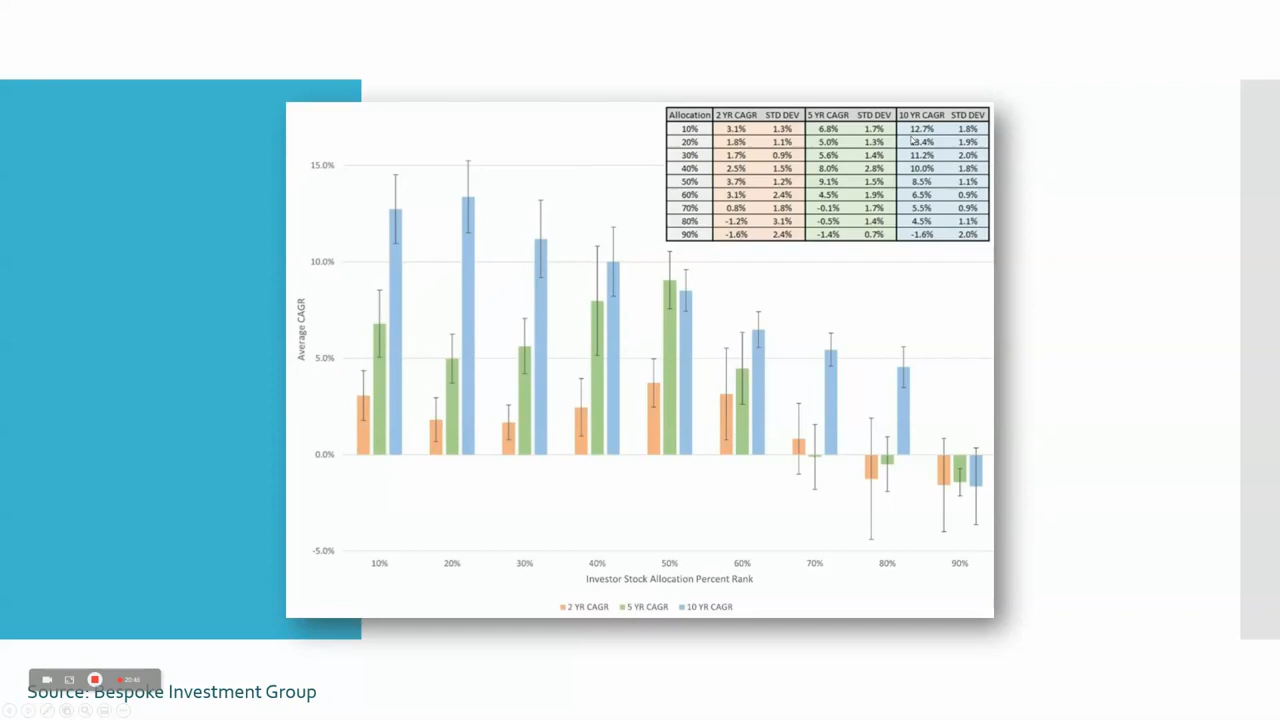 Allocation 2 YR CAGR STD DEV 5 YR CAGR STD DEV 10 YR CAGR STD DEV
10% 3.1% 1.3% 6.8% 1.7% 12.7% 1.8%
20% 1.8% 1.1% 5.0% 1.3% 3.4% 1.9%
30% 1.7% 0.9% 5.6% 1.4% 11.2% 2.0%
40% 2.5% 1.5% 8.0% 2.8% 10.0% 1.8%
50% 3.7% 1.2% 9.1% 1.5% 8.5% 1.1%
60% 3.1% 2.4% 4.5% 1.9% 6.5% 0.9%
70% 0.8% 1.8% -0.1% 1.7% 5.5% 0.9%
80% -1.2% 3.1% -0.5% 1.4% 4.5% 1.1%
90% -1.6% 2.4% -1.4% 0.7% -1.6% 2.0%
15.0%
10.0%
5.0%
0.0%
-5.0%
Average CAGR
10% 20% 30% 40% 50% 60% 70% 80% 90%
Investor Stock Allocation Percent Rank
2 YR CAGR 5 YR CAGR 10 YR CAGR
20:46
Source: Bespoke Investment Group